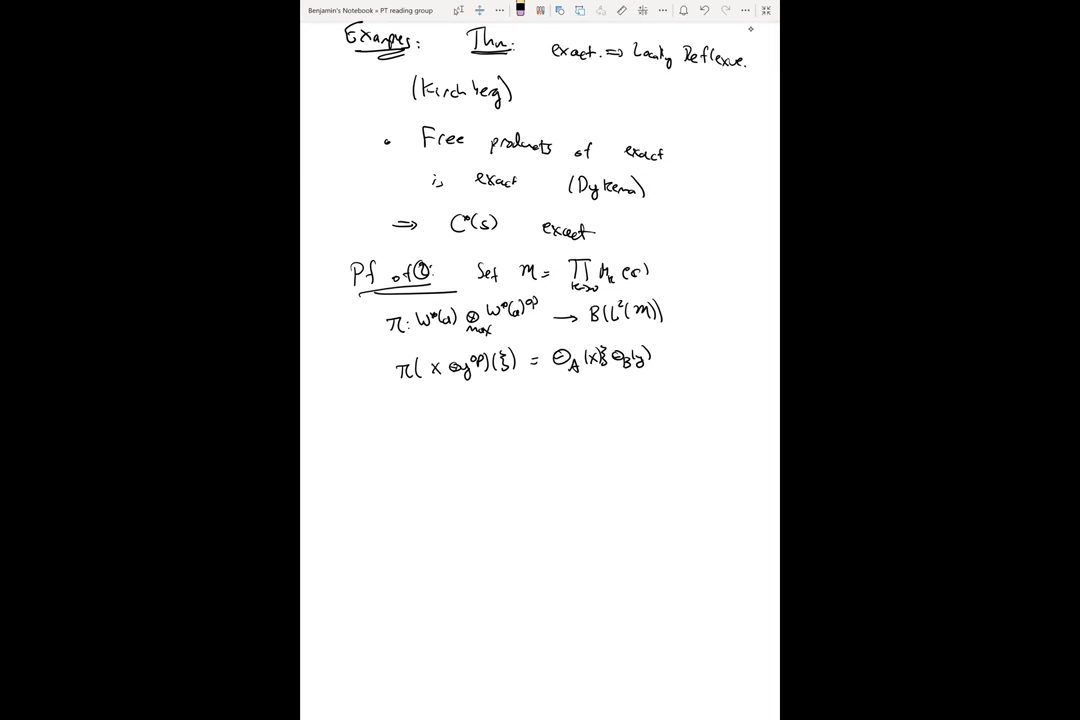 Benjamin's Notebook » PT reading group
Examples: Thm: exact ⇒ Locally Reflexive.
(Kirchberg)
• Free products of exact
is exact (Dykema)
⇒ C*(s) exact
Pf of ②: Set M = ∏_{k→ω} M_k(C)
π: W*(a) ⊗_max W*(a)^op → B(L²(M))
π(x ⊗ y^op)(ξ) = Θ_A(x) ξ Θ_B(y)